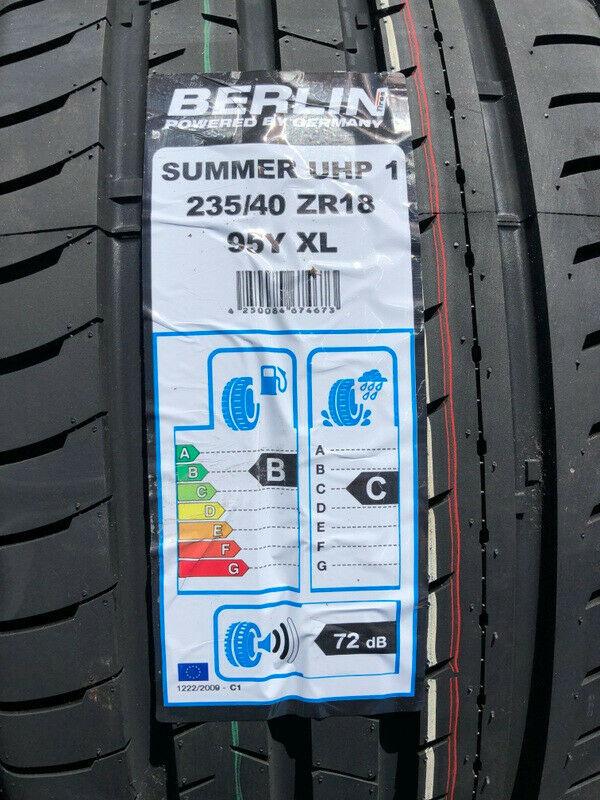 BERLIN
POWERED BY GERMANY
SUMMER UHP 1
235/40 ZR18
95Y XL
4 250084 674673
A
B
C
D
E
F
G
B
A
B
C
D
E
F
G
C
72 dB
1222/2009 - C1